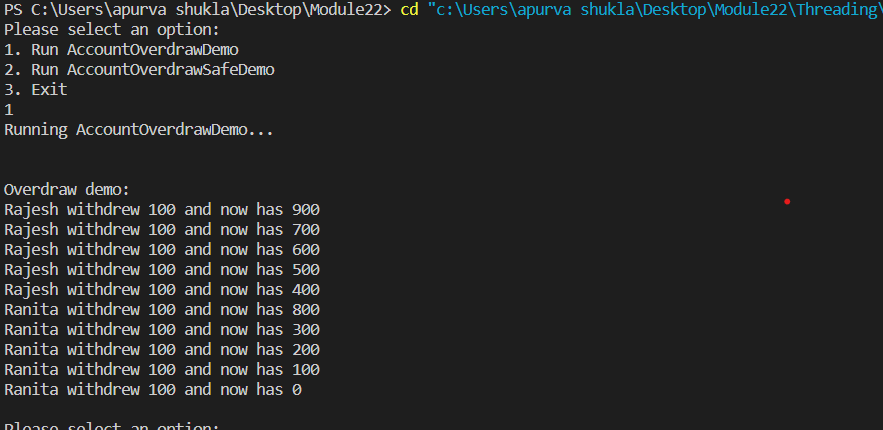 PS C:\Users\apurva shukla\Desktop\Module22> cd "c:\Users\apurva shukla\Desktop\Module22\Threading\
Please select an option:
1. Run AccountOverdrawDemo
2. Run AccountOverdrawSafeDemo
3. Exit
1
Running AccountOverdrawDemo...
Overdraw demo:
Rajesh withdrew 100 and now has 900
Rajesh withdrew 100 and now has 700
Rajesh withdrew 100 and now has 600
Rajesh withdrew 100 and now has 500
Rajesh withdrew 100 and now has 400
Ranita withdrew 100 and now has 800
Ranita withdrew 100 and now has 300
Ranita withdrew 100 and now has 200
Ranita withdrew 100 and now has 100
Ranita withdrew 100 and now has 0
Please select an option: